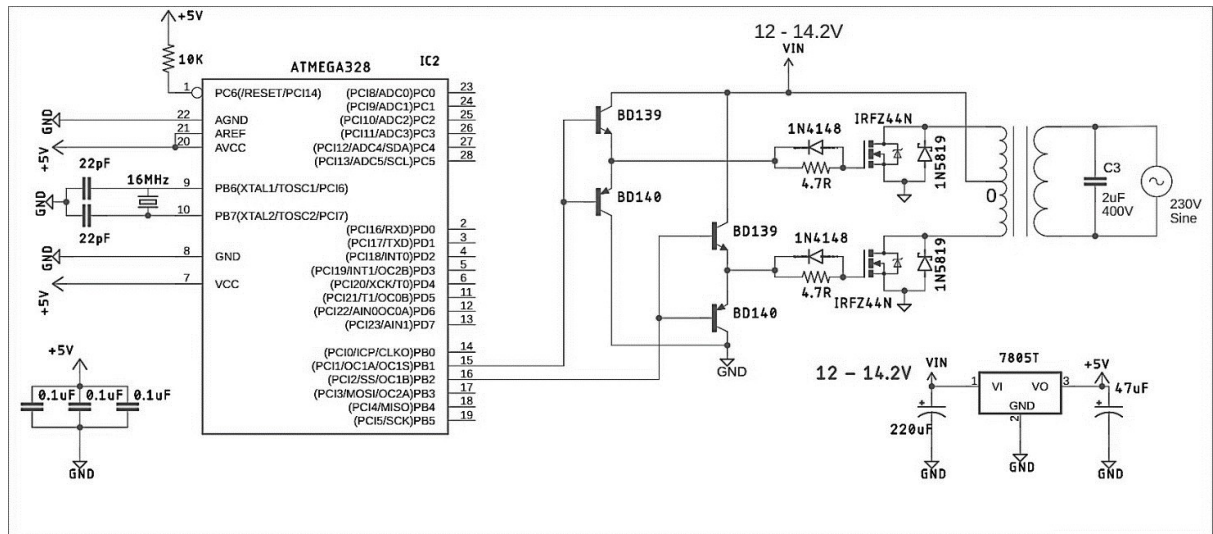 +5V
10K
ATMEGA328
IC2
1
PC6(/RESET/PCI14)
22
AGND
21
AREF
20
AVCC
GND
+5V
22pF
16MHz
9
PB6(XTAL1/TOSC1/PCI6)
GND
10
PB7(XTAL2/TOSC2/PCI7)
22pF
8
GND
GND
7
VCC
+5V
(PCI8/ADC0)PC0
23
(PCI9/ADC1)PC1
24
(PCI10/ADC2)PC2
25
(PCI11/ADC3)PC3
26
(PCI12/ADC4/SDA)PC4
27
(PCI13/ADC5/SCL)PC5
28
(PCI16/RXD)PD0
2
(PCI17/TXD)PD1
3
(PCI18/INT0)PD2
4
(PCI19/INT1/OC2B)PD3
5
(PCI20/XCK/T0)PD4
6
(PCI21/T1/OC0B)PD5
11
(PCI22/AIN0OC0A)PD6
12
(PCI23/AIN1)PD7
13
(PCI0/ICP/CLKO)PB0
14
(PCI1/OC1A/OC1S)PB1
15
(PCI2/SS/OC1B)PB2
16
(PCI3/MOSI/OC2A)PB3
17
(PCI4/MISO)PB4
18
(PCI5/SCK)PB5
19
+5V
0.1uF
0.1uF
0.1uF
GND
12 - 14.2V
VIN
BD139
BD140
BD139
BD140
GND
1N4148
4.7R
IRFZ44N
1N5819
1N4148
4.7R
IRFZ44N
1N5819
0
C3
2uF
400V
230V
Sine
12 – 14.2V
VIN
220uF
GND
7805T
1
VI
VO
3
GND
2
GND
+5V
47uF
GND